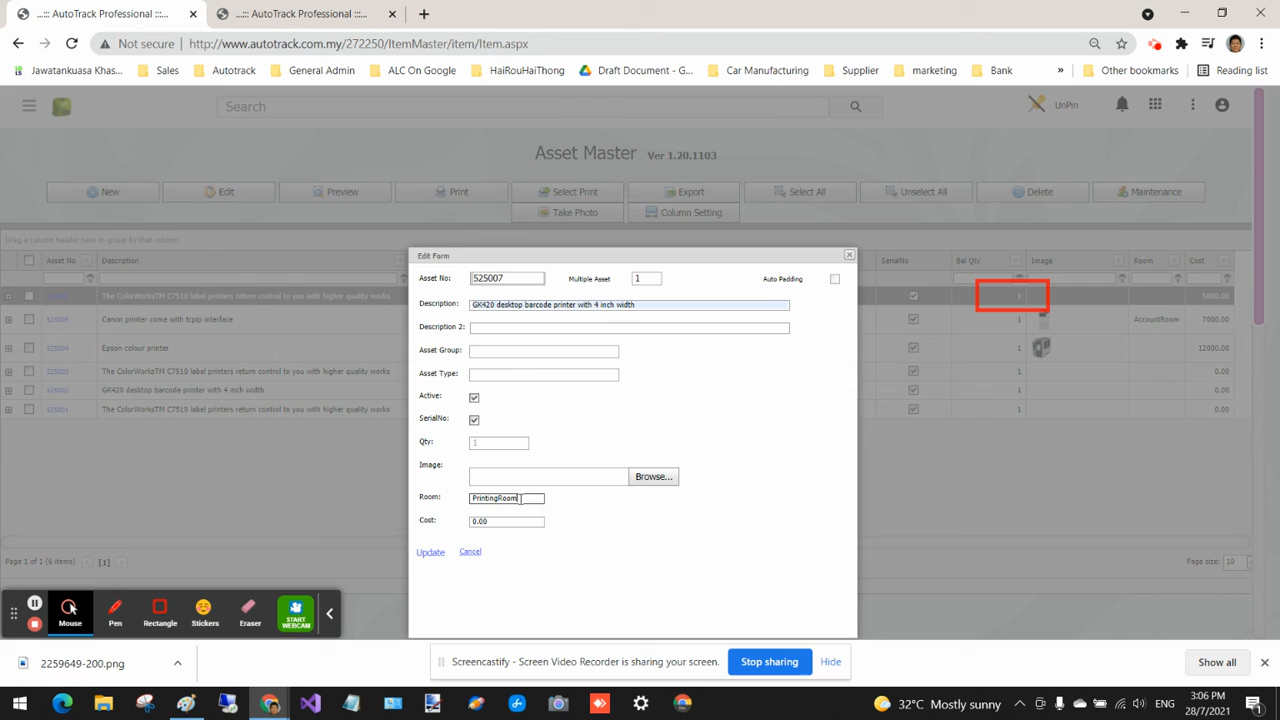 ...:: AutoTrack Professional :::...
...:: AutoTrack Professional :::...
Not secure http://www.autotrack.com.my/272250/ItemMaster/item/Item.aspx
Jawatankuasa Khas... Sales Autotrack General Admin ALC On Google HaiRouHaiThong Draft Document - G... Car Manufacturing Supplier marketing Bank » Other bookmarks Reading list
Search UnPin
Asset Master Ver 1.20.1103
New Edit Preview Print Select Print Export Select All Unselect All Delete Maintenance
Take Photo Column Setting
Drag a column header here to group by that column
Asset No Description SerialNo Bal Qty Image Room Cost
The ColorWorksTM C7510 label printers return control to you with higher quality works 1 5000.00
525005 Canon printer come with tcpip interface 1 AccountRoom 7000.00
525004 Epson colour printer 1 12000.00
525003 The ColorWorksTM C7510 label printers return control to you with higher quality works 1 0.00
525002 GK420 desktop barcode printer with 4 inch width 1 0.00
525001 The ColorWorksTM C7510 label printers return control to you with higher quality works 1 0.00
Page 1 of 1 (6 items) [1] Page size: 10
Edit Form
Asset No: 525007 Multiple Asset 1 Auto Padding
Description: GK420 desktop barcode printer with 4 inch width
Description 2:
Asset Group:
Asset Type:
Active:
SerialNo:
Qty: 1
Image: Browse...
Room: PrintingRoom
Cost: 0.00
Update Cancel
Mouse Pen Rectangle Stickers Eraser START WEBCAM
2259649-200.png
Screencastify - Screen Video Recorder is sharing your screen. Stop sharing Hide
Show all
32°C Mostly sunny ENG 3:06 PM
28/7/2021 1